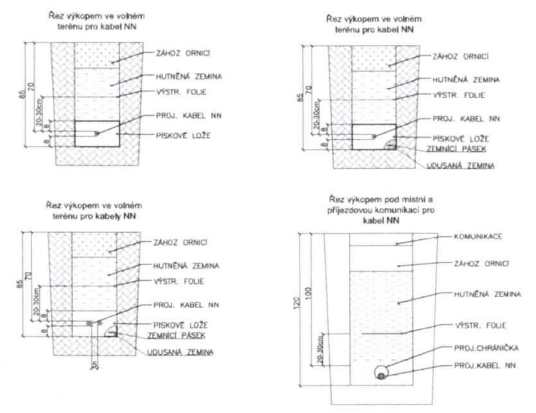 Řez výkopem ve volném
terénu pro kabel NN
ZÁHOZ ORNICÍ
HUTNĚNÁ ZEMINA
VÝSTR. FOLIE
PROJ. KABEL NN
PÍSKOVÉ LOŽE
85
70
20-30cm
8
8
Řez výkopem ve volném
terénu pro kabel NN
ZÁHOZ ORNICÍ
HUTNĚNÁ ZEMINA
VÝSTR. FOLIE
PROJ. KABEL NN
PÍSKOVÉ LOŽE
ZEMNÍCÍ PÁSEK
UDUSANÁ ZEMINA
85
70
20-30cm
8
8
Řez výkopem ve volném
terénu pro kabely NN
ZÁHOZ ORNICÍ
HUTNĚNÁ ZEMINA
VÝSTR. FOLIE
PROJ. KABEL NN
PÍSKOVÉ LOŽE
ZEMNÍCÍ PÁSEK
UDUSANÁ ZEMINA
85
70
20-30cm
8
8
Řez výkopem pod místní a
příjezdovou komunikací pro
kabel NN
KOMUNIKACE
ZÁHOZ ORNICÍ
HUTNĚNÁ ZEMINA
VÝSTR. FOLIE
PROJ.CHRÁNIČKA
PROJ.KABEL NN
120
100
20-30cm